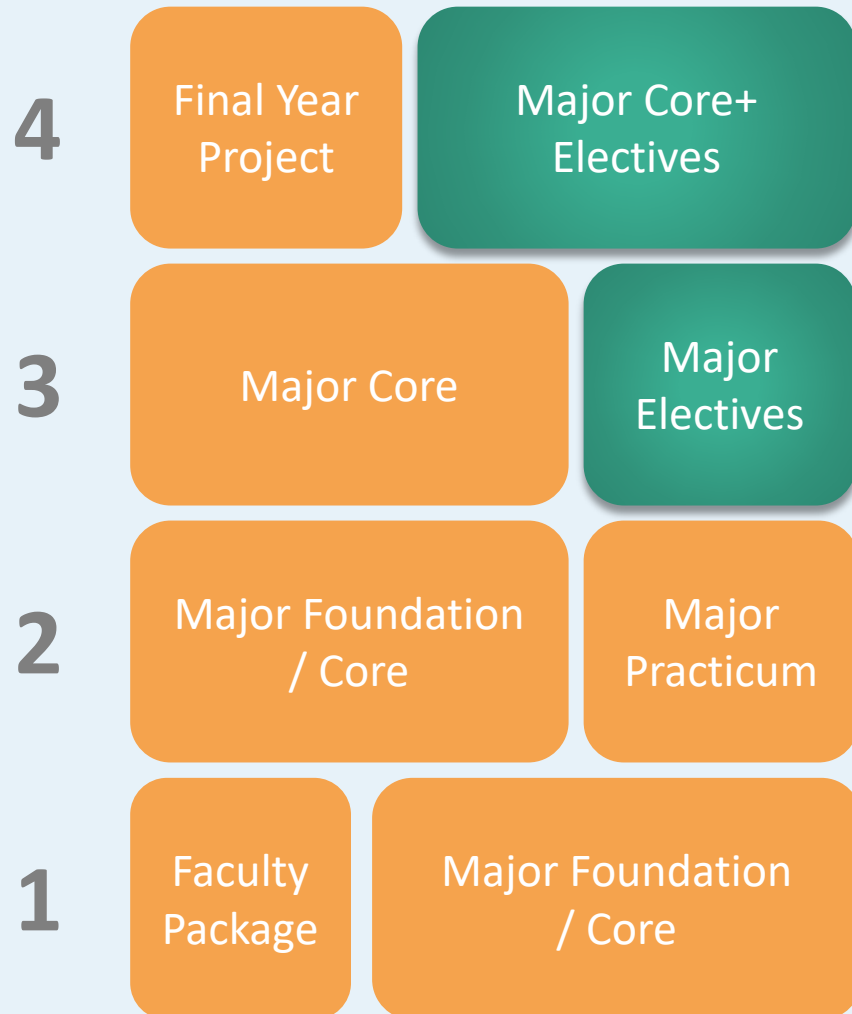 4
Final Year
Project
Major Core+
Electives
3
Major Core
Major
Electives
2
Major Foundation
/ Core
Major
Practicum
1
Faculty
Package
Major Foundation
/ Core